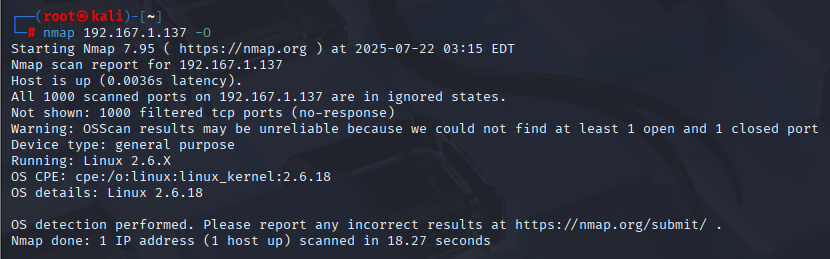 ┌──(root㉿kali)-[~]
└─# nmap 192.167.1.137 -O
Starting Nmap 7.95 ( https://nmap.org ) at 2025-07-22 03:15 EDT
Nmap scan report for 192.167.1.137
Host is up (0.0036s latency).
All 1000 scanned ports on 192.167.1.137 are in ignored states.
Not shown: 1000 filtered tcp ports (no-response)
Warning: OSScan results may be unreliable because we could not find at least 1 open and 1 closed port
Device type: general purpose
Running: Linux 2.6.X
OS CPE: cpe:/o:linux:linux_kernel:2.6.18
OS details: Linux 2.6.18

OS detection performed. Please report any incorrect results at https://nmap.org/submit/ .
Nmap done: 1 IP address (1 host up) scanned in 18.27 seconds